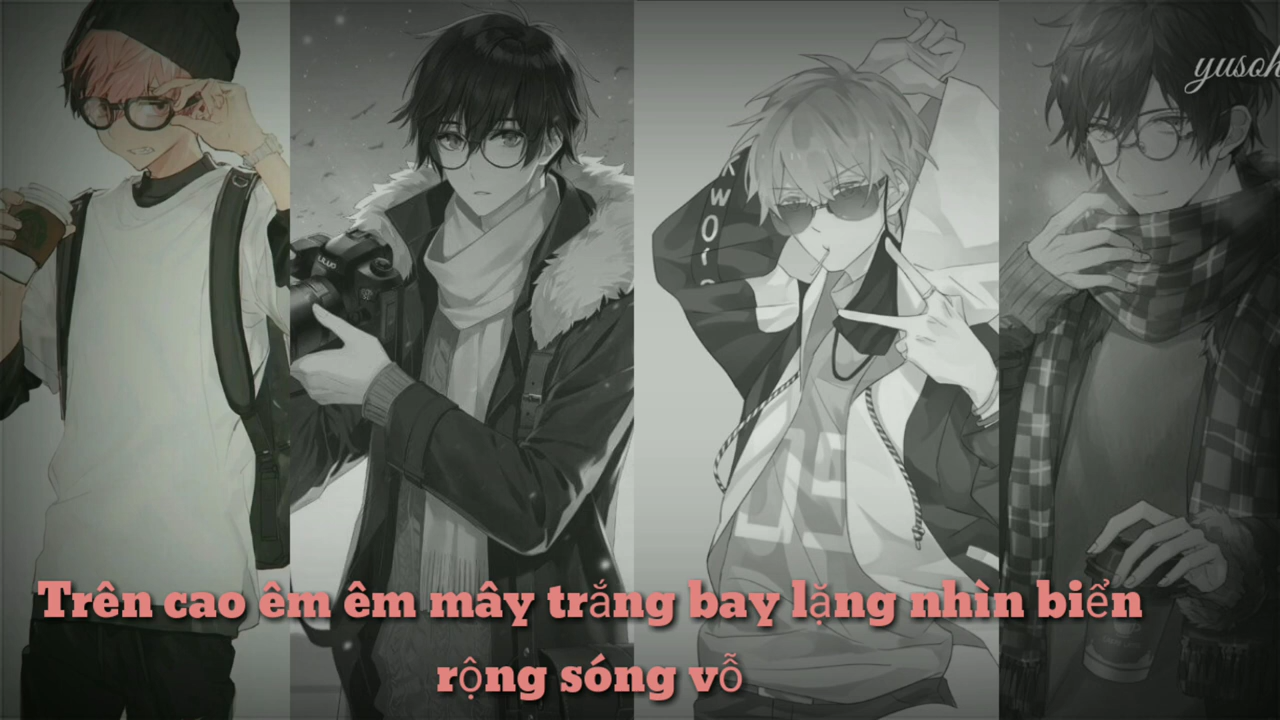 yusoh
Trên cao êm êm mây trắng bay lặng nhìn biển
rộng sóng vỗ